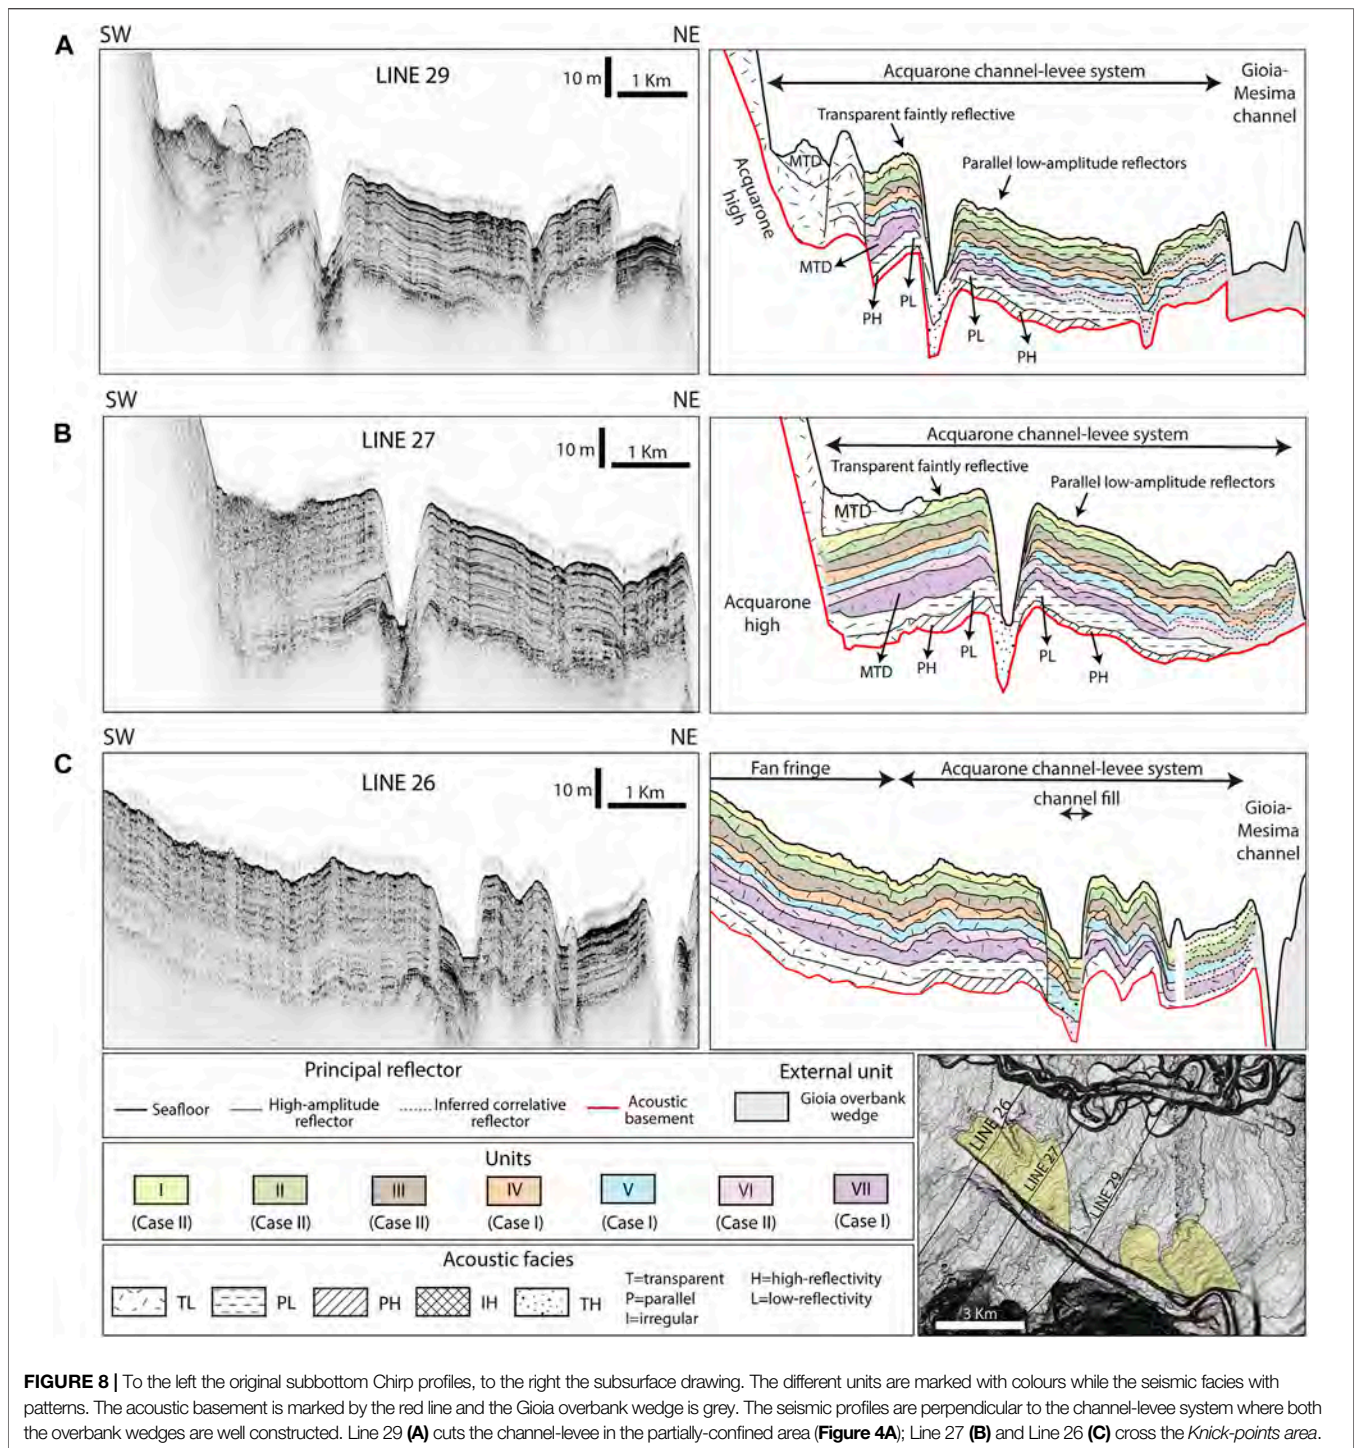 A
SW
NE
LINE 29
10 m
1 Km
Acquarone channel-levee system
Gioia-
Mesima
channel
Transparent faintly reflective
Parallel low-amplitude reflectors
MTD
Acquarone
high
MTD
PH
PL
PL
PH
B
SW
NE
LINE 27
10 m
1 Km
Acquarone channel-levee system
Transparent faintly reflective
Parallel low-amplitude reflectors
MTD
Acquarone
high
MTD
PH
PL
PL
PH
C
SW
NE
LINE 26
10 m
1 Km
Fan fringe
Acquarone channel-levee system
channel fill
Gioia-
Mesima
channel
Principal reflector
External unit
Seafloor
High-amplitude
reflector
Inferred correlative
reflector
Acoustic
basement
Gioia overbank
wedge
Units
I
II
III
IV
V
VI
VII
(Case II)
(Case II)
(Case II)
(Case I)
(Case I)
(Case II)
(Case I)
Acoustic facies
TL
PL
PH
IH
TH
T=transparent
P=parallel
I=irregular
H=high-reflectivity
L=low-reflectivity
LINE 26
LINE 27
LINE 29
3 Km
FIGURE 8 | To the left the original subbottom Chirp profiles, to the right the subsurface drawing. The different units are marked with colours while the seismic facies with
patterns. The acoustic basement is marked by the red line and the Gioia overbank wedge is grey. The seismic profiles are perpendicular to the channel-levee system where both
the overbank wedges are well constructed. Line 29 (A) cuts the channel-levee in the partially-confined area (Figure 4A); Line 27 (B) and Line 26 (C) cross the Knick-points area.